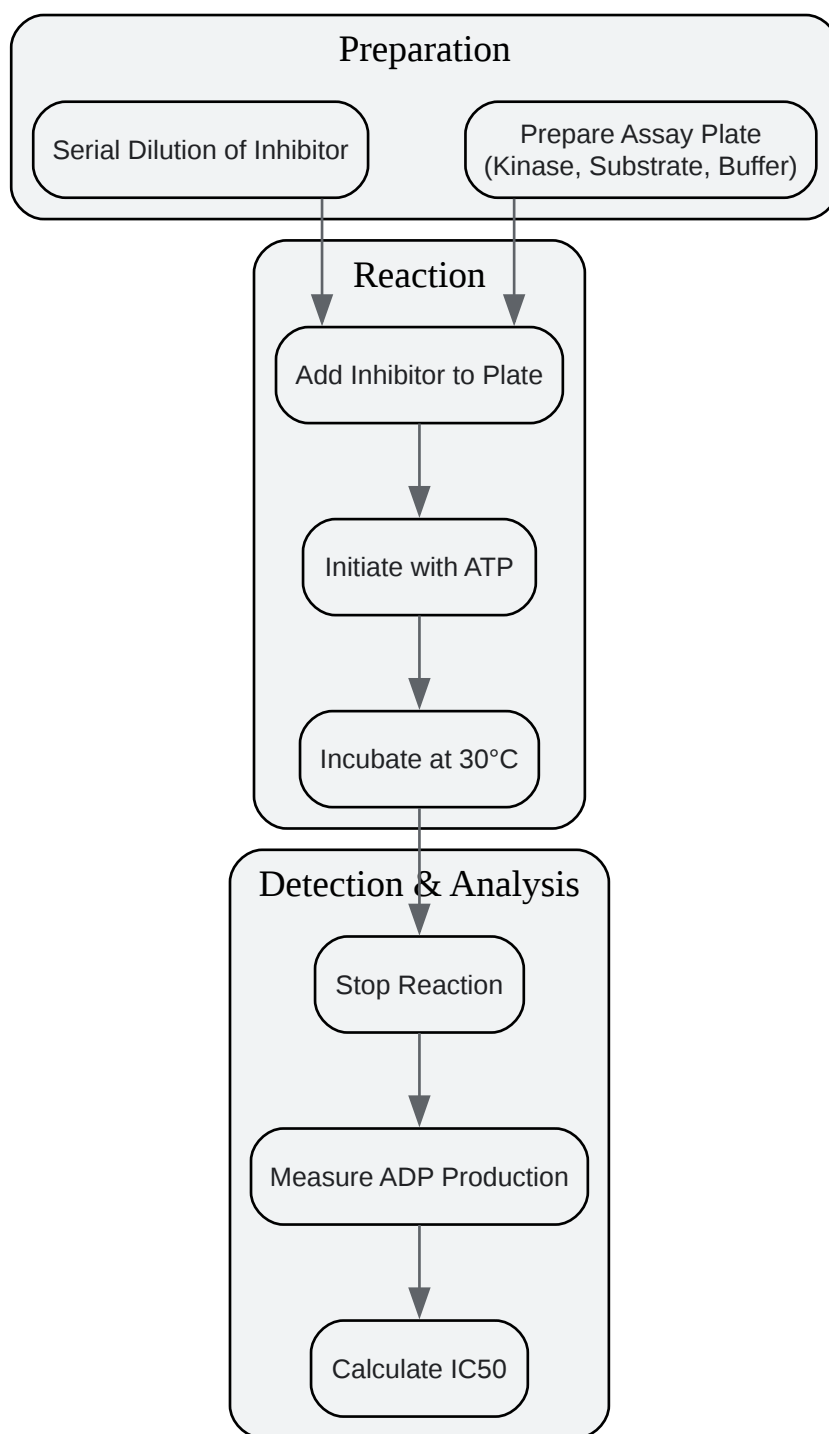 Preparation
Serial Dilution of Inhibitor
Prepare Assay Plate
(Kinase, Substrate, Buffer)
Reaction
Add Inhibitor to Plate
Initiate with ATP
Incubate at 30°C
Detection & Analysis
Stop Reaction
Measure ADP Production
Calculate IC50